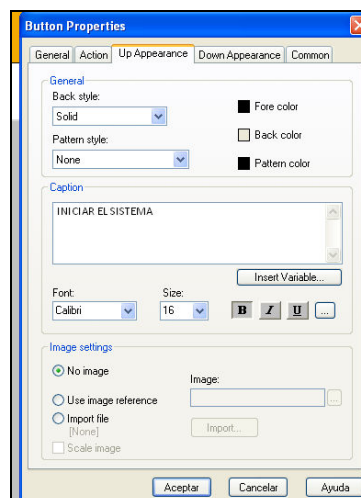 Button Properties
General Action Up Appearance Down Appearance Common
General
Back style:
Solid
Fore color
Back color
Pattern style:
None
Pattern color
Caption
INICIAR EL SISTEMA
Insert Variable...
Font: Size:
Calibri 16 B I U ...
Image settings
No image
Image:
Use image reference ...
Import file
[None]
Import...
Scale image
Aceptar Cancelar Ayuda